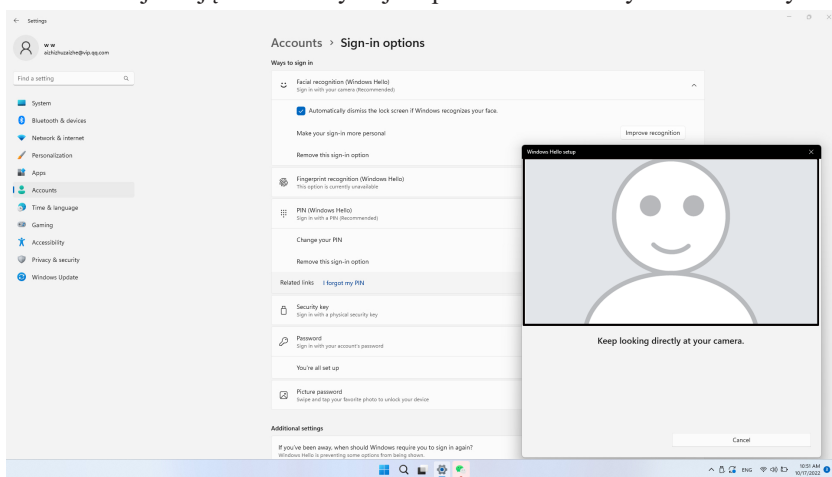 Settings
w w
aizhizhuzaizhe@vip.qq.com
Find a setting
System
Bluetooth & devices
Network & internet
Personalization
Apps
Accounts
Time & language
Gaming
Accessibility
Privacy & security
Windows Update
Accounts > Sign-in options
Ways to sign in
Facial recognition (Windows Hello)
Sign in with your camera (Recommended)
Automatically dismiss the lock screen if Windows recognizes your face.
Make your sign-in more personal
Improve recognition
Remove this sign-in option
Fingerprint recognition (Windows Hello)
This option is currently unavailable
PIN (Windows Hello)
Sign in with a PIN (Recommended)
Change your PIN
Remove this sign-in option
Related links I forgot my PIN
Security key
Sign in with a physical security key
Password
Sign in with your account's password
You're all set up
Picture password
Swipe and tap your favorite photo to unlock your device
Additional settings
If you've been away, when should Windows require you to sign in again?
Windows Hello is preventing some options from being shown.
Windows Hello setup
Keep looking directly at your camera.
Cancel
ENG
10:51 AM
10/17/2022